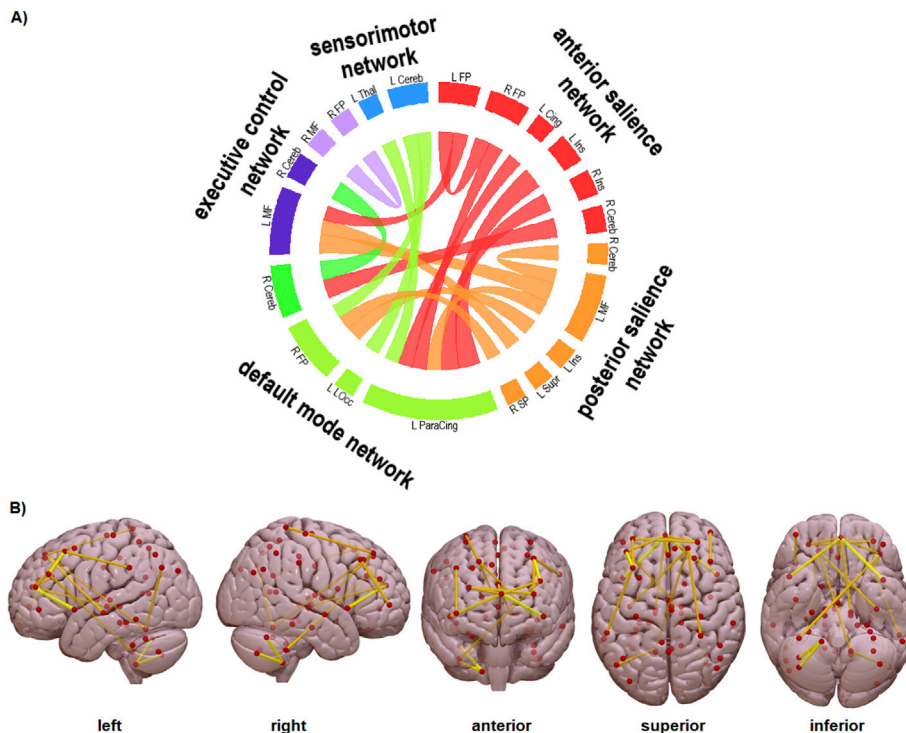 A)
sensorimotor
network
anterior salience
network
executive control
network
default mode network
posterior salience
network
L FP
R FP
L Cing
L Ins
R Ins
R Cereb
R Cereb
L MF
L Ins
L Supr
R SP
L ParaCing
L LOcc
R FP
R Cereb
L MF
R Cereb
R MF
R FP
L Thal
L Cereb
B)
left
right
anterior
superior
inferior